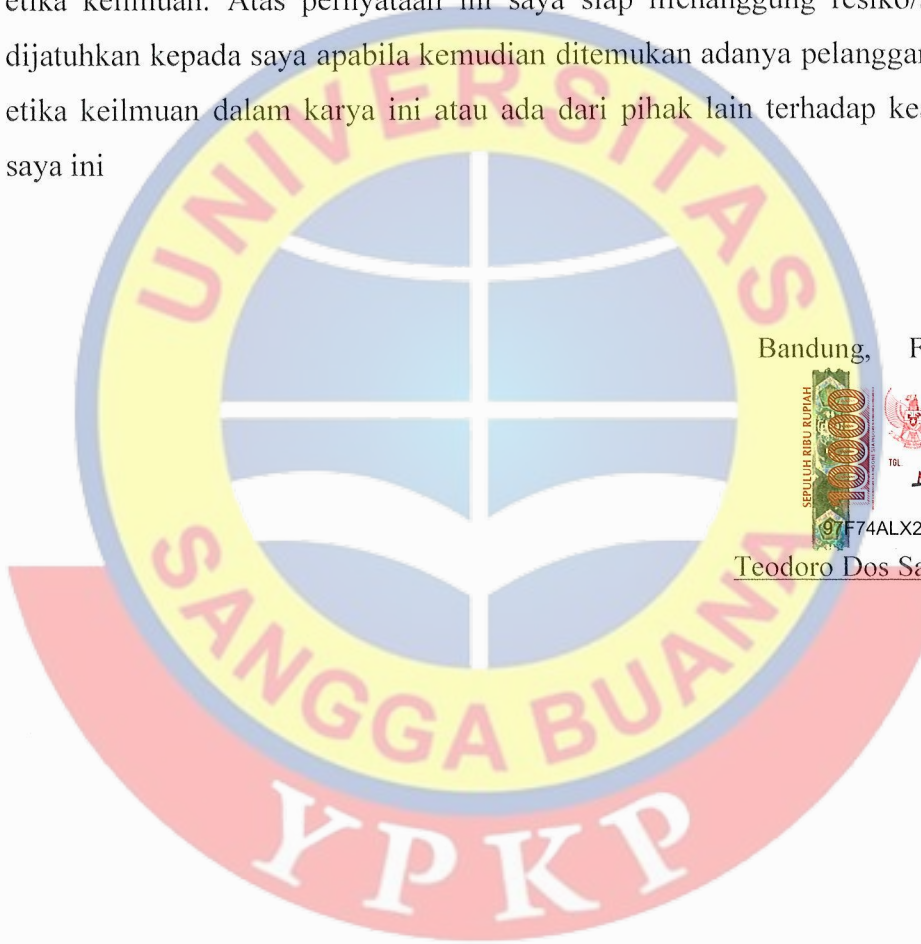 etika keilmuan. Atas pernyataan ini saya siap menanggung resiko/
dijatuhkan kepada saya apabila kemudian ditemukan adanya pelanggar
etika keilmuan dalam karya ini atau ada dari pihak lain terhadap ke
saya ini
UNIVERSITAS
Bandung, F
SEPULUH RIBU RUPIAH
10000
TGL.
97F74ALX2
Teodoro Dos Sa
SANGGA BUANA
YPKP